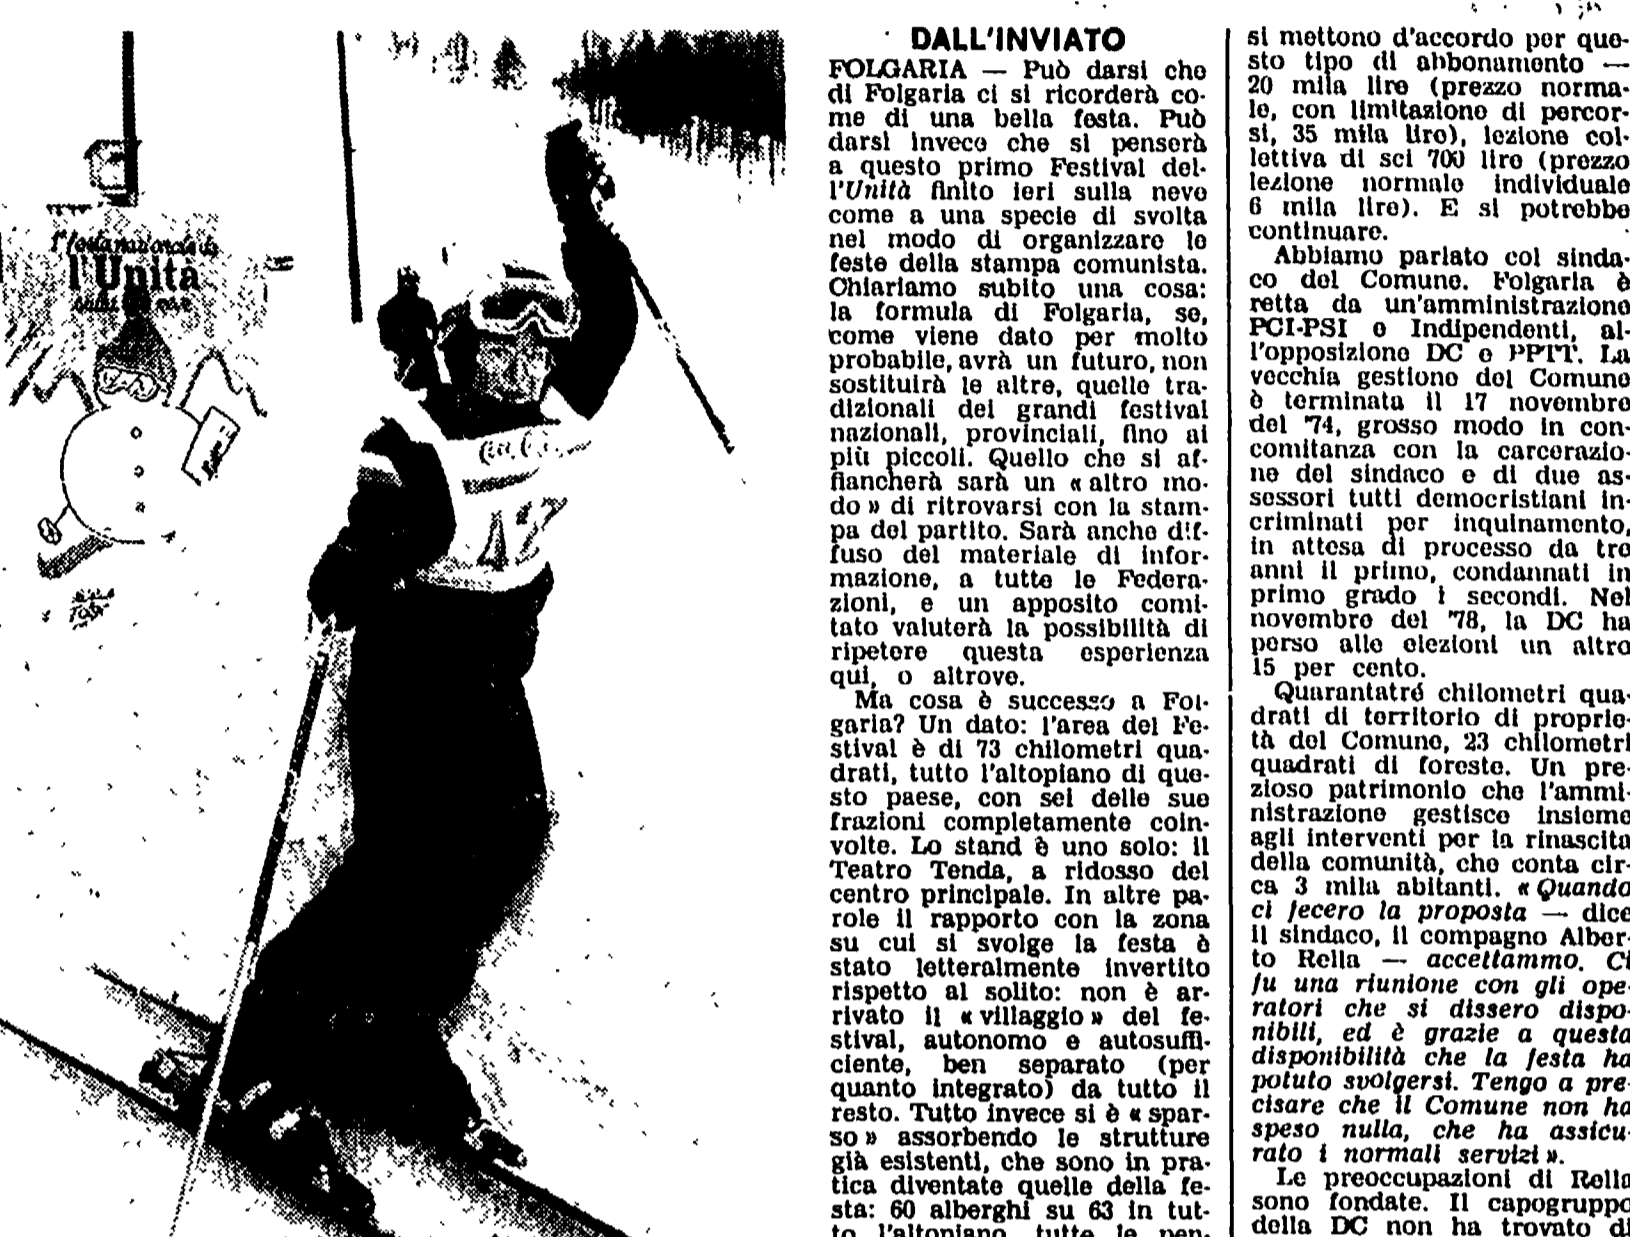 l'Unità
DALL'INVIATO
FOLGARIA — Può darsi che
di Folgaria ci si ricorderà co-
me di una bella festa. Può
darsi invece che si penserà
a questo primo Festival del-
l'Unità finito ieri sulla neve
come a una specie di svolta
nel modo di organizzare le
feste della stampa comunista.
Chiariamo subito una cosa:
la formula di Folgaria, se,
come viene dato per molto
probabile, avrà un futuro, non
sostituirà le altre, quelle tra-
dizionali dei grandi festival
nazionali, provinciali, fino ai
più piccoli. Quello che si af-
fiancherà sarà un « altro mo-
do » di ritrovarsi con la stam-
pa del partito. Sarà anche dif-
fuso del materiale di infor-
mazione, a tutte le Federa-
zioni, e un apposito comi-
tato valuterà la possibilità di
ripetere questa esperienza
qui, o altrove.
Ma cosa è successo a Fol-
garia? Un dato: l'area del Fe-
stival è di 73 chilometri qua-
drati, tutto l'altopiano di que-
sto paese, con sei delle sue
frazioni completamente coin-
volte. Lo stand è uno solo: il
Teatro Tenda, a ridosso del
centro principale. In altre pa-
role il rapporto con la zona
su cui si svolge la festa è
stato letteralmente invertito
rispetto al solito: non è ar-
rivato il « villaggio » del fe-
stival, autonomo e autosuffi-
ciente, ben separato (per
quanto integrato) da tutto il
resto. Tutto invece si è « spar-
so » assorbendo le strutture
già esistenti, che sono in pra-
tica diventate quelle della fe-
sta: 60 alberghi su 63 in tut-
to l'altopiano, tutte le pen-
si mettono d'accordo per que-
sto tipo di abbonamento —
20 mila lire (prezzo norma-
le, con limitazione di percor-
si, 35 mila lire), lezione col-
lettiva di sci 700 lire (prezzo
lezione normale individuale
6 mila lire). E si potrebbe
continuare.
Abbiamo parlato col sinda-
co del Comune. Folgaria è
retta da un'amministrazione
PCI-PSI e Indipendenti, al-
l'opposizione DC e PPTT. La
vecchia gestione del Comune
è terminata il 17 novembre
del '74, grosso modo in con-
comitanza con la carcerazio-
ne del sindaco e di due as-
sessori tutti democristiani in-
criminati per inquinamento,
in attesa di processo da tre
anni il primo, condannati in
primo grado i secondi. Nel
novembre del '78, la DC ha
perso alle elezioni un altro
15 per cento.
Quarantatré chilometri qua-
drati di territorio di proprie-
tà del Comune, 23 chilometri
quadrati di foreste. Un pre-
zioso patrimonio che l'ammi-
nistrazione gestisce insieme
agli interventi per la rinascita
della comunità, che conta cir-
ca 3 mila abitanti. « Quando
ci fecero la proposta — dice
il sindaco, il compagno Alber-
to Rella — accettammo. Ci
fu una riunione con gli ope-
ratori che si dissero dispo-
nibili, ed è grazie a questa
disponibilità che la festa ha
potuto svolgersi. Tengo a pre-
cisare che il Comune non ha
speso nulla, che ha assicu-
rato i normali servizi ».
Le preoccupazioni di Rella
sono fondate. Il capogruppo
della DC non ha trovato di